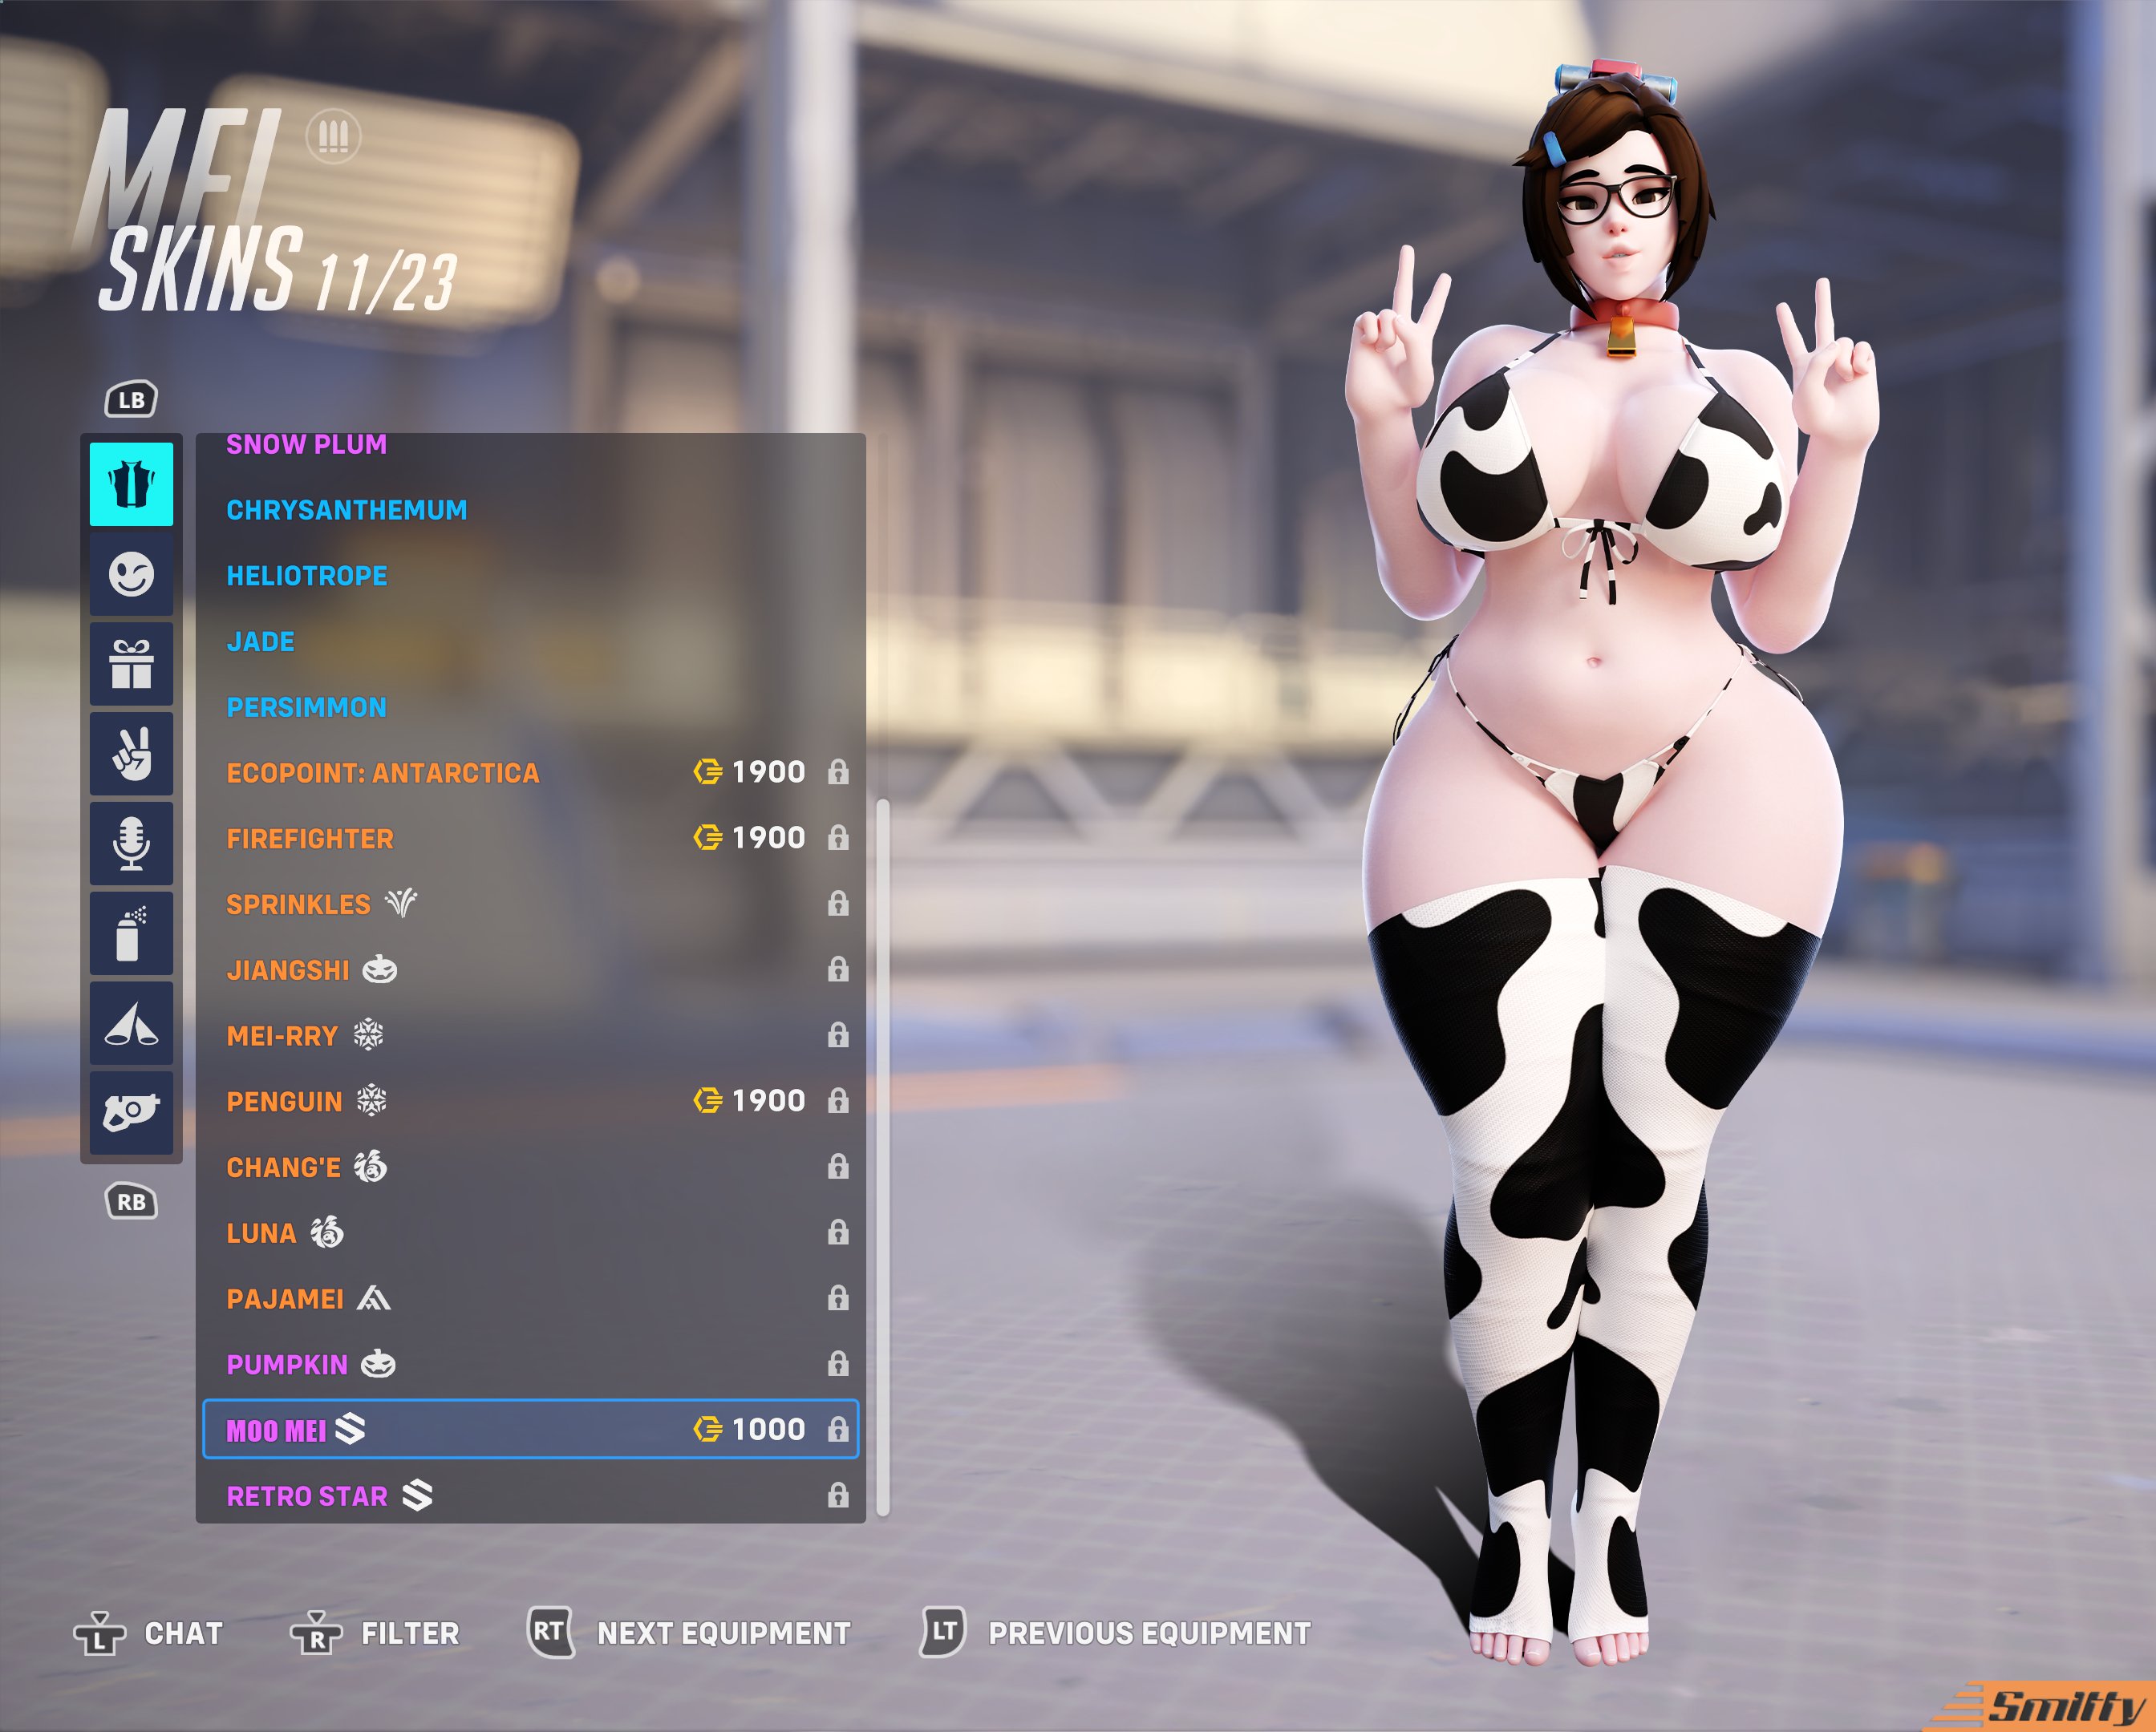 MEI
SKINS 11/23
LB
SNOW PLUM
CHRYSANTHEMUM
HELIOTROPE
JADE
PERSIMMON
ECOPOINT: ANTARCTICA 1900
FIREFIGHTER 1900
SPRINKLES
JIANGSHI
MEI-RRY
PENGUIN 1900
CHANG'E
LUNA
PAJAMEI
PUMPKIN
MOO MEI 1000
RETRO STAR
RB
L CHAT R FILTER RT NEXT EQUIPMENT LT PREVIOUS EQUIPMENT
Smitty